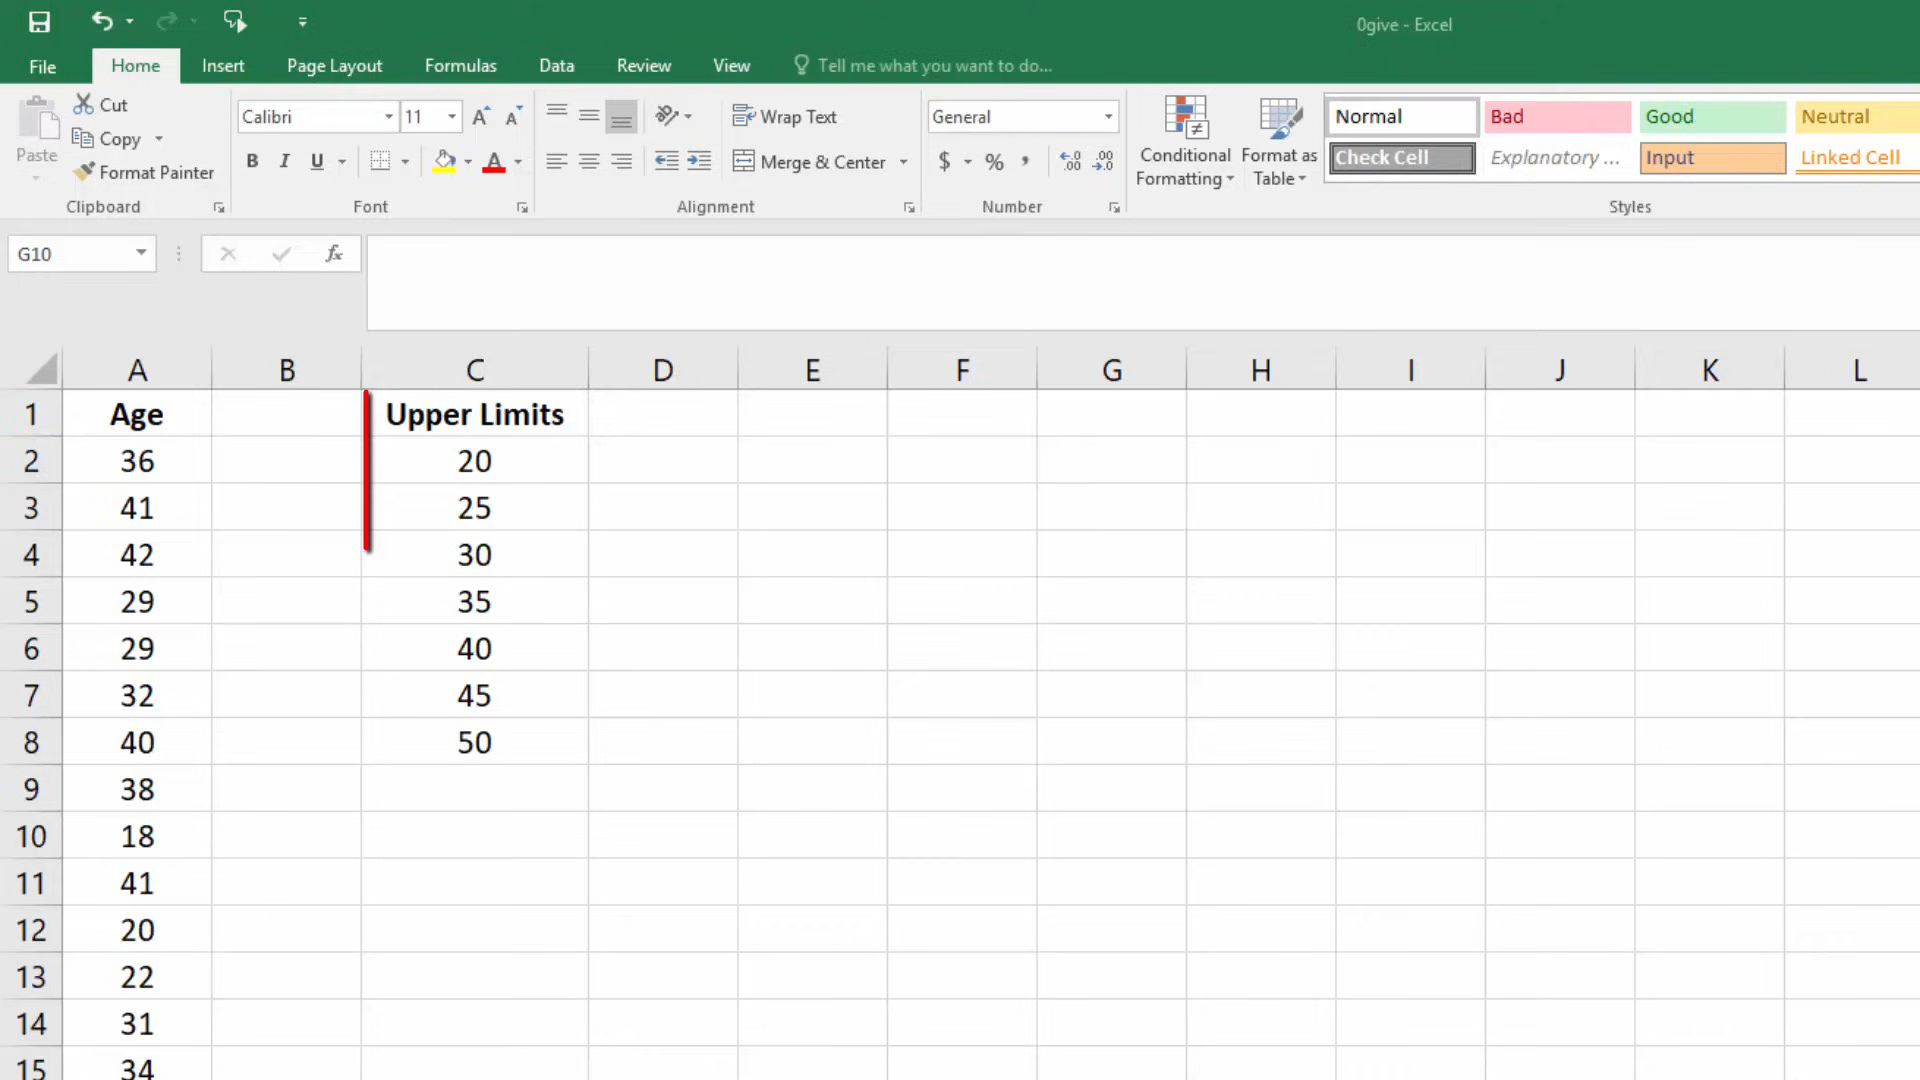 0give - Excel
File Home Insert Page Layout Formulas Data Review View Tell me what you want to do...
Paste
Cut
Copy
Format Painter
Clipboard
Calibri 11
B I U
Font
Wrap Text
Merge & Center
Alignment
General
$ % ,
Number
Conditional Formatting
Format as Table
Normal Bad Good Neutral
Check Cell Explanatory ... Input Linked Cell
Styles
G10 fx
A B C D E F G H I J K L
1 Age Upper Limits
2 36 20
3 41 25
4 42 30
5 29 35
6 29 40
7 32 45
8 40 50
9 38
10 18
11 41
12 20
13 22
14 31
15 34